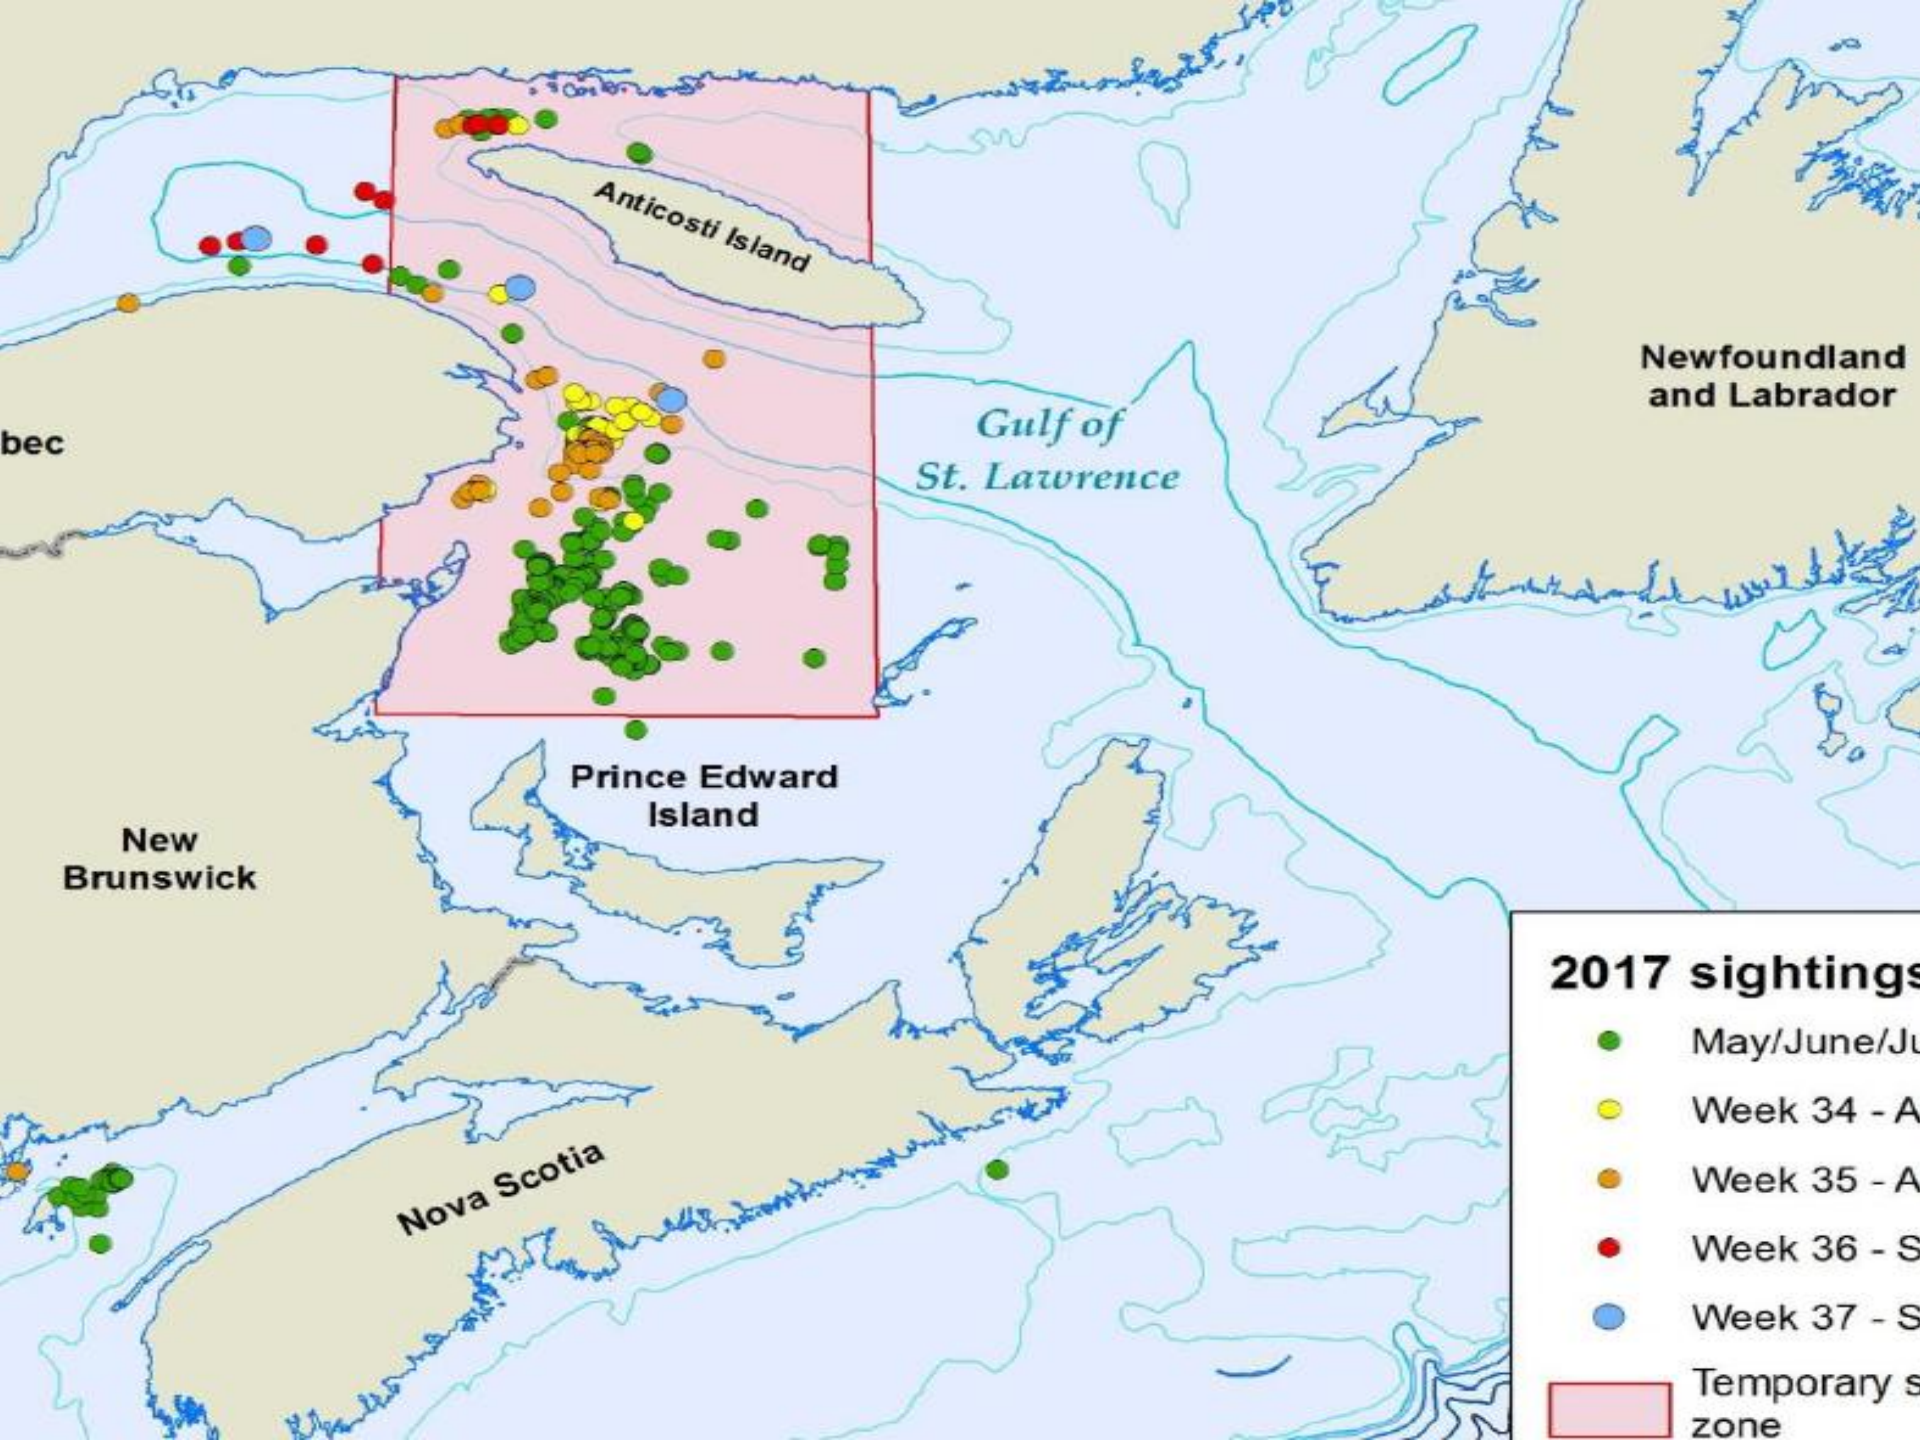 Anticosti Island
Newfoundland
and Labrador
Gulf of
St. Lawrence
bec
Prince Edward
Island
New
Brunswick
Nova Scotia
2017 sightings
May/June/Ju
Week 34 - A
Week 35 - A
Week 36 - S
Week 37 - S
Temporary s
zone